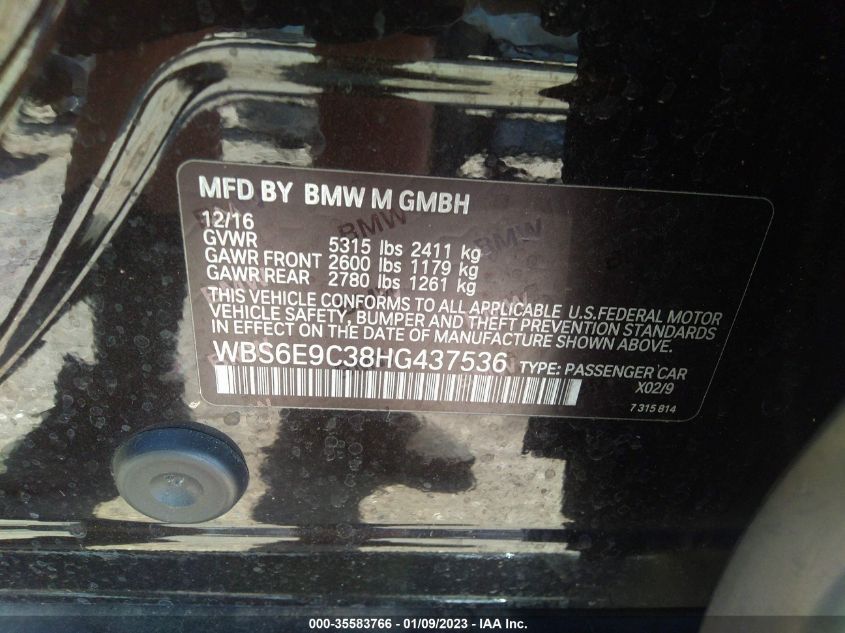 MFD BY BMW M GMBH
12/16
GVWR 5315 lbs 2411 kg
GAWR FRONT 2600 lbs 1179 kg
GAWR REAR 2780 lbs 1261 kg
THIS VEHICLE CONFORMS TO ALL APPLICABLE U.S.FEDERAL MOTOR
VEHICLE SAFETY, BUMPER AND THEFT PREVENTION STANDARDS
IN EFFECT ON THE DATE OF MANUFACTURE SHOWN ABOVE.
WBS6E9C38HG437536 TYPE: PASSENGER CAR
X02/9
7 315 814
000-35583766 / 01/09/2023 - © IAA Inc.